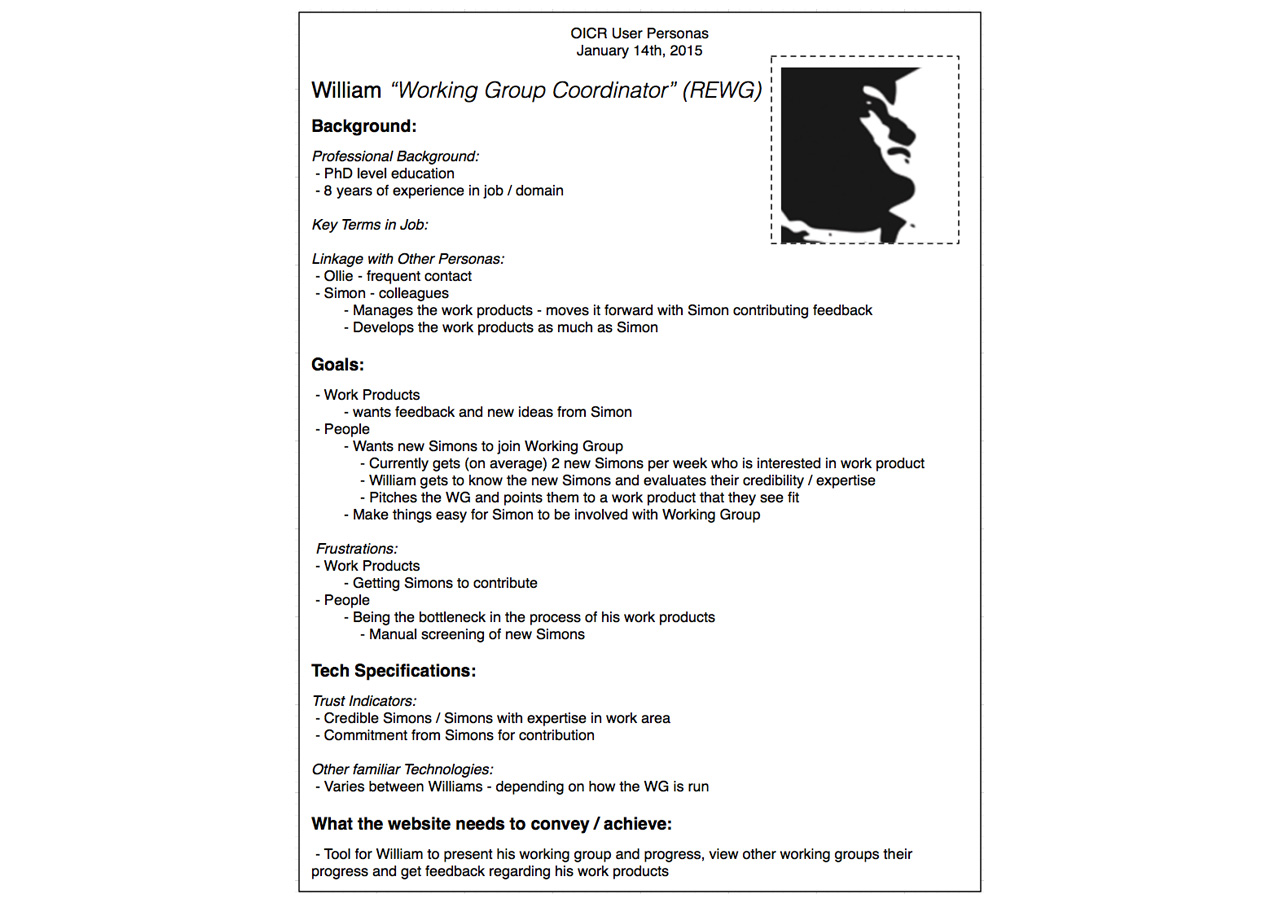 OICR User Personas
January 14th, 2015
William “Working Group Coordinator” (REWG)
Background:
Professional Background:
- PhD level education
- 8 years of experience in job / domain
Key Terms in Job:
Linkage with Other Personas:
- Ollie - frequent contact
- Simon - colleagues
- Manages the work products - moves it forward with Simon contributing feedback
- Develops the work products as much as Simon
Goals:
- Work Products
- wants feedback and new ideas from Simon
- People
- Wants new Simons to join Working Group
- Currently gets (on average) 2 new Simons per week who is interested in work product
- William gets to know the new Simons and evaluates their credibility / expertise
- Pitches the WG and points them to a work product that they see fit
- Make things easy for Simon to be involved with Working Group
Frustrations:
- Work Products
- Getting Simons to contribute
- People
- Being the bottleneck in the process of his work products
- Manual screening of new Simons
Tech Specifications:
Trust Indicators:
- Credible Simons / Simons with expertise in work area
- Commitment from Simons for contribution
Other familiar Technologies:
- Varies between Williams - depending on how the WG is run
What the website needs to convey / achieve:
- Tool for William to present his working group and progress, view other working groups their
progress and get feedback regarding his work products